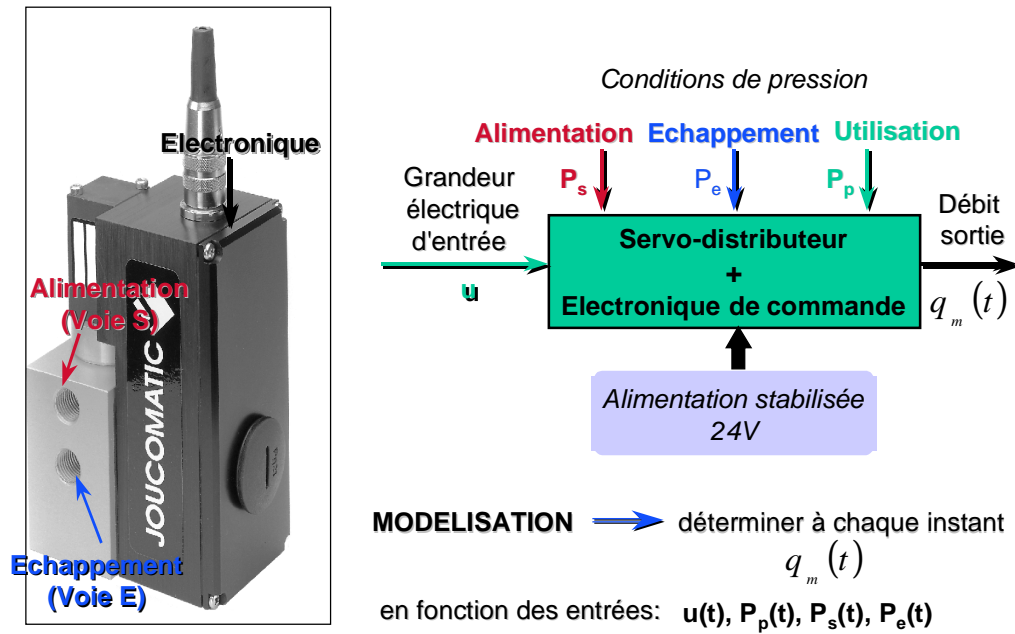 Electronique
Alimentation
(Voie S)
JOUCOMATIC
Echappement
(Voie E)
Conditions de pression
Alimentation Echappement Utilisation
Ps Pe Pp
Grandeur
électrique
d'entrée
u
Servo-distributeur
+
Electronique de commande
Débit
sortie
q_m (t)
Alimentation stabilisée
24V
MODELISATION déterminer à chaque instant
q_m (t)
en fonction des entrées: u(t), Pp(t), Ps(t), Pe(t)